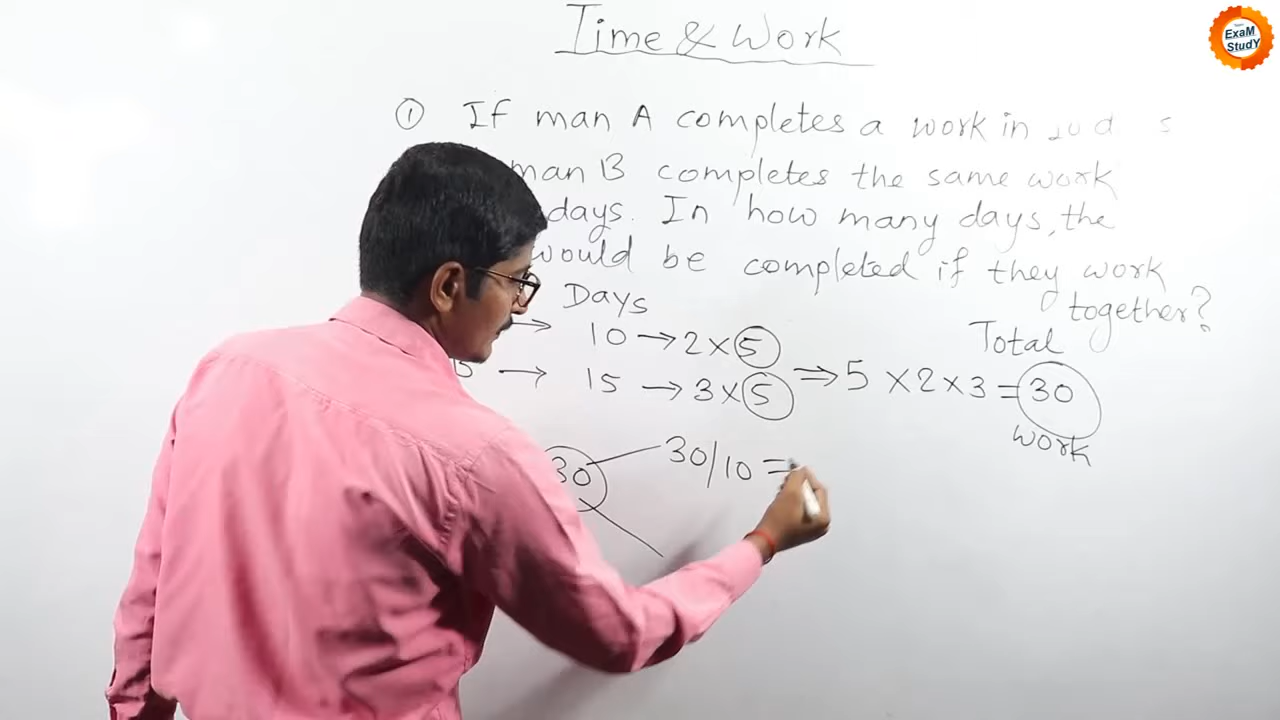 Time & Work
ExaM
StudY
① If man A completes a work in
man B completes the same work
days. In how many days, the
would be completed if they work
together?
Days
Total
→ 10 → 2 × 5
→ 15 → 3 × 5
⇒ 5 × 2 × 3 = 30
work
30
30/10 =